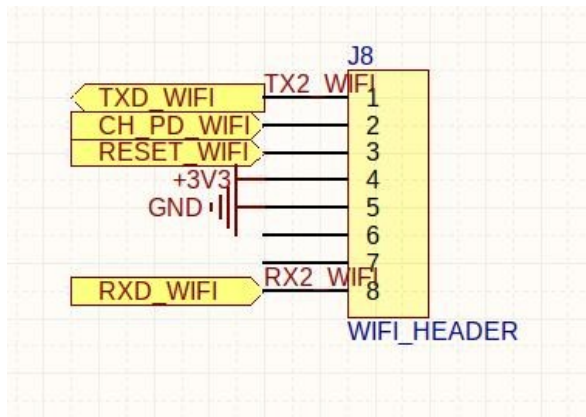 J8
TXD_WIFI TX2_WIFI 1
CH_PD_WIFI 2
RESET_WIFI 3
+3V3 4
GND 5
6
7
RXD_WIFI RX2_WIFI 8
WIFI_HEADER